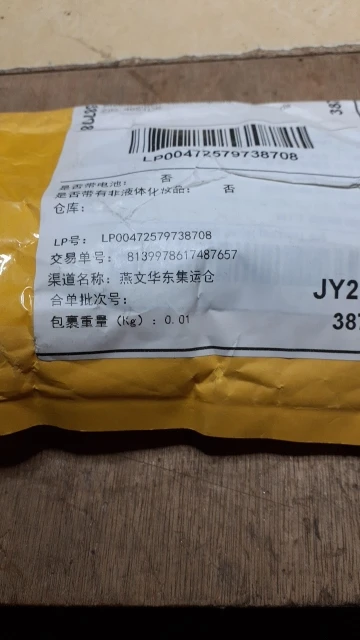 LP00472579738708
是否带电池： 否
是否带有非液体化妆品： 否
仓库：
LP号： LP00472579738708
交易单号： 8139978617487657
渠道名称：燕文华东集运仓
合单批次号：
JY2
包裹重量（Kg）：0.01
387